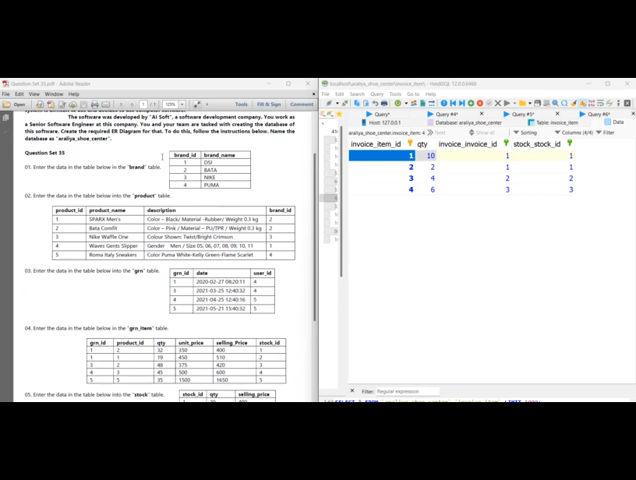 Question Set 35.pdf - Adobe Reader
File Edit View Window Help
Open
Tools Fill & Sign Comment
The software was developed by "AJ Soft", a software development company. You work as
a Senior Software Engineer at this company. You and your team are tasked with creating the database of
this software. Create the required ER Diagram for that. To do this, follow the instructions below. Name the
database as "araliya_shoe_center".
Question Set 35
01. Enter the data in the table below in the "brand" table.
brand_id brand_name
1 DSI
2 BATA
3 NIKE
4 PUMA
02. Enter the data in the table below into the "product" table.
product_id product_name description brand_id
1 SPARX Men's Color – Black/ Material -Rubber/ Weight 0.3 kg 2
2 Bata Comfit Color – Pink / Material – PU/TPR / Weight 0.3 kg 2
3 Nike Waffle One Colour Shown: Twist/Bright Crimson 3
4 Waves Gents Slipper Gender Men / Size 05, 06, 07, 08, 09, 10, 11 1
5 Roma Italy Sneakers Color Puma White-Kelly Green-Flame Scarlet 4
03. Enter the data in the table below into the "grn" table.
grn_id date user_id
1 2020-02-27 08:20:11 4
3 2021-03-25 12:40:32 4
4 2021-04-25 12:40:16 5
5 2021-05-21 15:40:32 5
04. Enter the data in the table below into the "grn_item" table.
grn_id product_id qty unit_price selling_Price stock_id
1 2 32 350 400 1
1 1 19 450 510 2
3 2 48 375 420 3
4 3 45 500 600 4
5 5 35 1500 1650 5
05. Enter the data in the table below into the "stock" table.
stock_id qty selling_price
File Edit Search Query Tools Go to Help
Query* Query #4* Query #5* Query #6*
Host: 127.0.0.1 Database: araliya_shoe_center Table: invoice_item Data
Sorting Columns (4/4) Filter
invoice_item_id qty invoice_invoice_id stock_stock_id
1 10 1 1
2 2 1 1
3 4 2 2
4 6 3 3
Filter: Regular expression